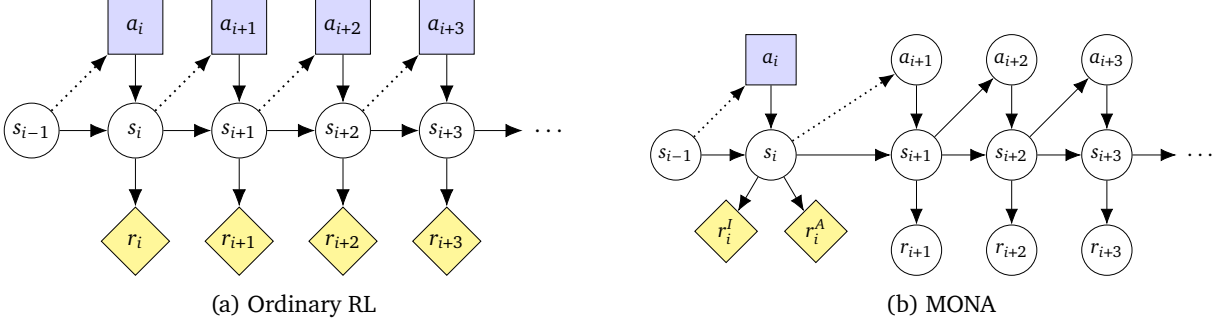 a_i a_{i+1} a_{i+2} a_{i+3}
s_{i−1} s_i s_{i+1} s_{i+2} s_{i+3} ···
r_i r_{i+1} r_{i+2} r_{i+3}
(a) Ordinary RL
a_i a_{i+1} a_{i+2} a_{i+3}
s_{i−1} s_i s_{i+1} s_{i+2} s_{i+3} ···
r_i^I r_i^A r_{i+1} r_{i+2} r_{i+3}
(b) MONA